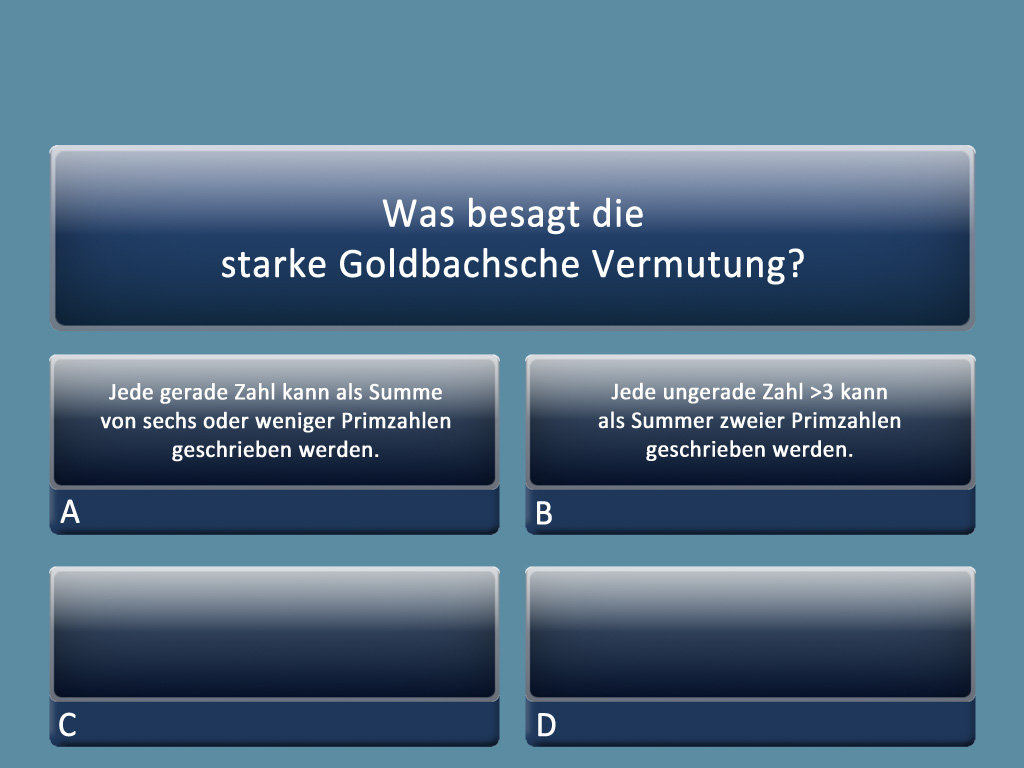 Was besagt die
starke Goldbachsche Vermutung?
Jede gerade Zahl kann als Summe
von sechs oder weniger Primzahlen
geschrieben werden.
A
Jede ungerade Zahl >3 kann
als Summer zweier Primzahlen
geschrieben werden.
B
C
D